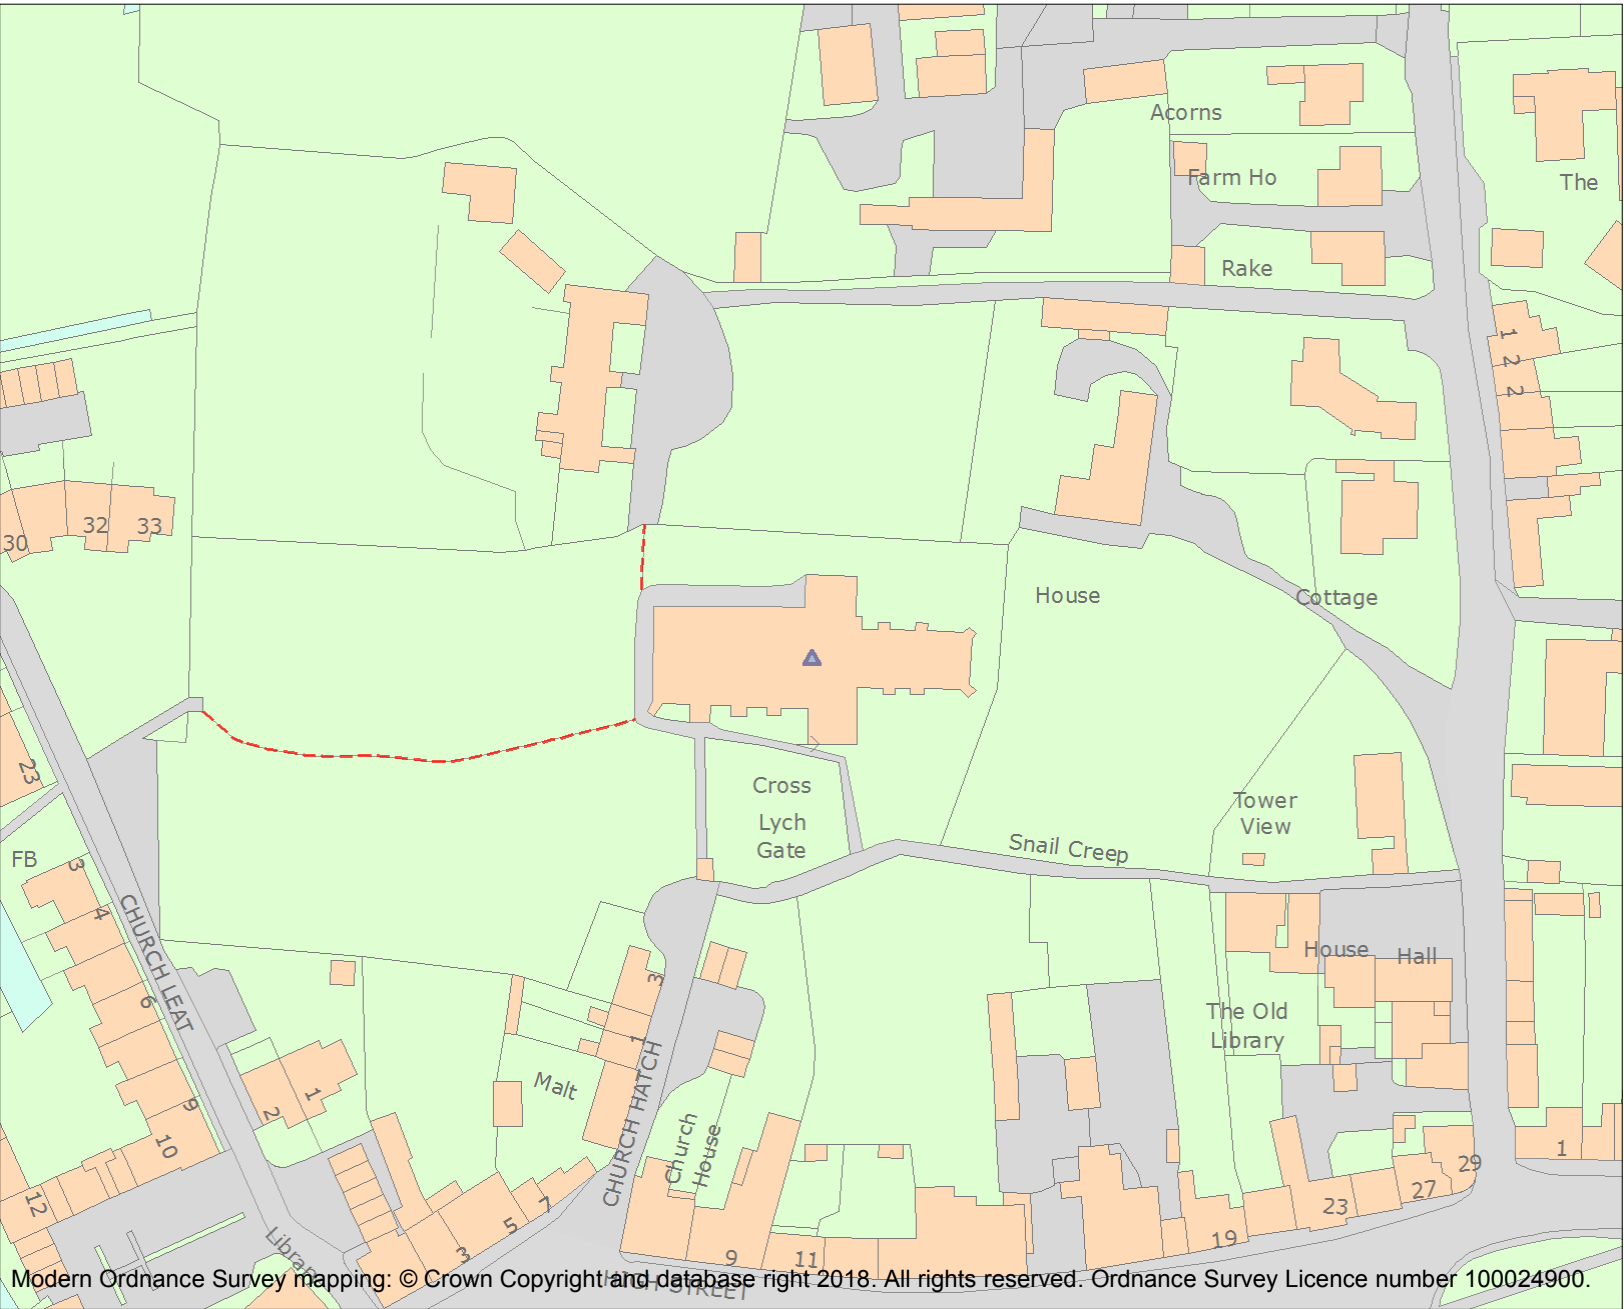 Acorns
Farm Ho
The
Rake
1
2
2
32
33
30
House
Cottage
23
Cross
Lych
Gate
Tower
View
Snail Creep
FB
3
4
CHURCH LEAT
6
House
Hall
3
The Old
Library
1
Malt
CHURCH HATCH
1
2
9
10
Church
House
1
29
27
12
7
5
23
19
3
9
11
HIGH STREET
Modern Ordnance Survey mapping: © Crown Copyright and database right 2018. All rights reserved. Ordnance Survey Licence number 100024900.